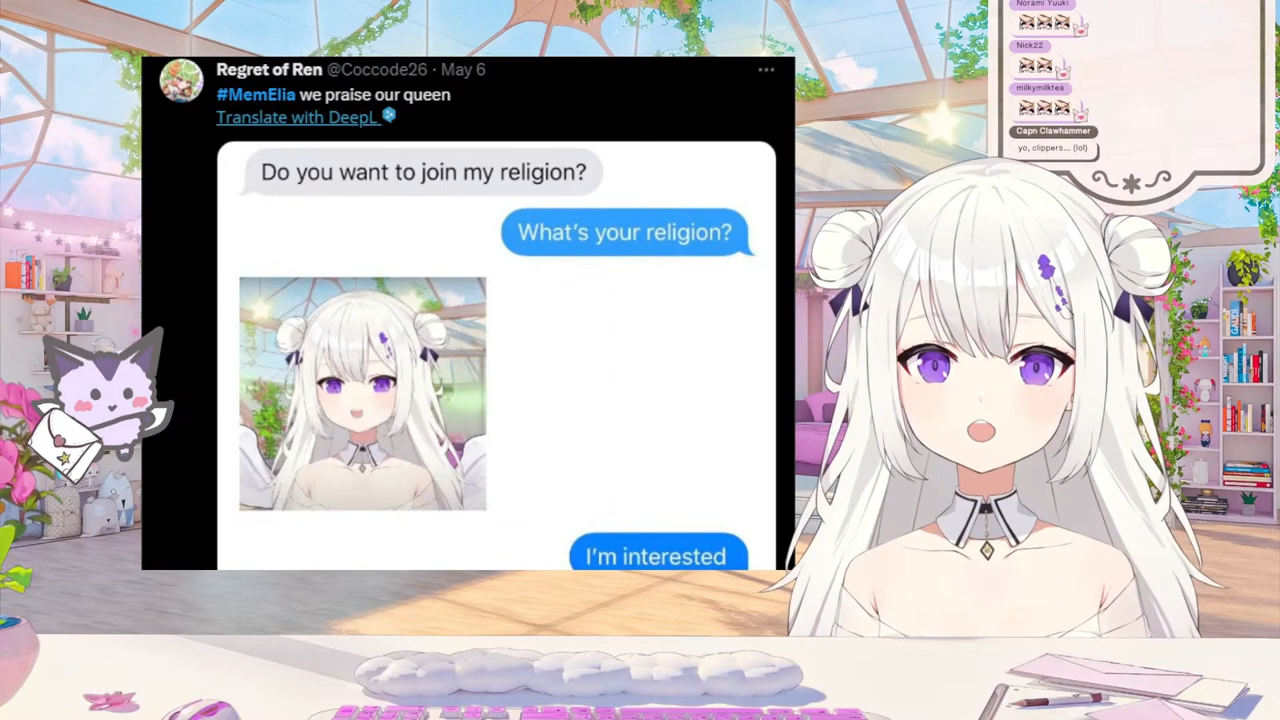 Regret of Ren @Coccode26 · May 6
#MemElia we praise our queen
Translate with DeepL
Do you want to join my religion?
What's your religion?
I'm interested
Norami Yuuki
Nick22
milkymilktea
Capn Clawhammer
yo, clippers... (lol)
GAUDÍ